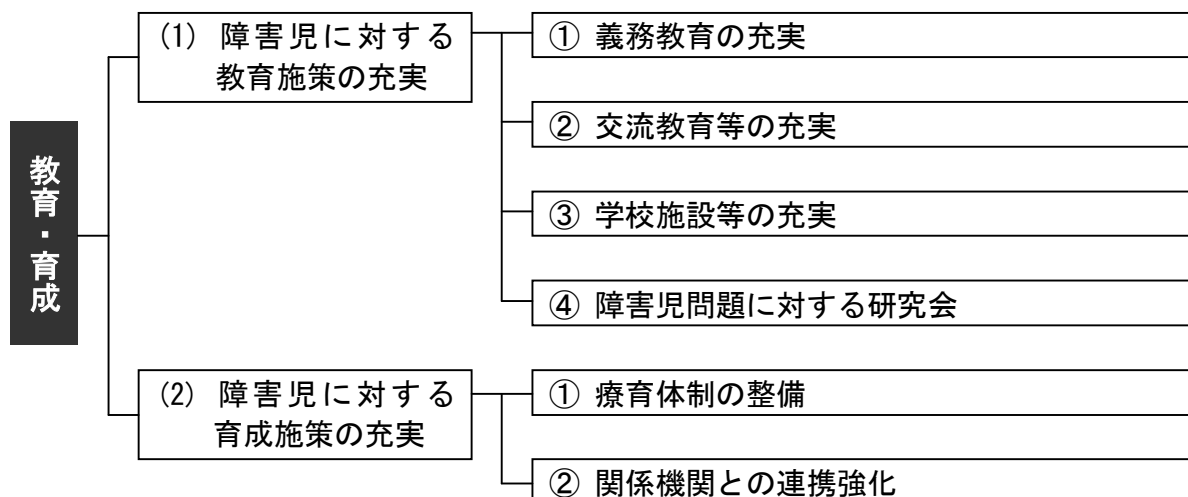 教育・育成
(1) 障害児に対する
教育施策の充実
① 義務教育の充実
② 交流教育等の充実
③ 学校施設等の充実
④ 障害児問題に対する研究会
(2) 障害児に対する
育成施策の充実
① 療育体制の整備
② 関係機関との連携強化